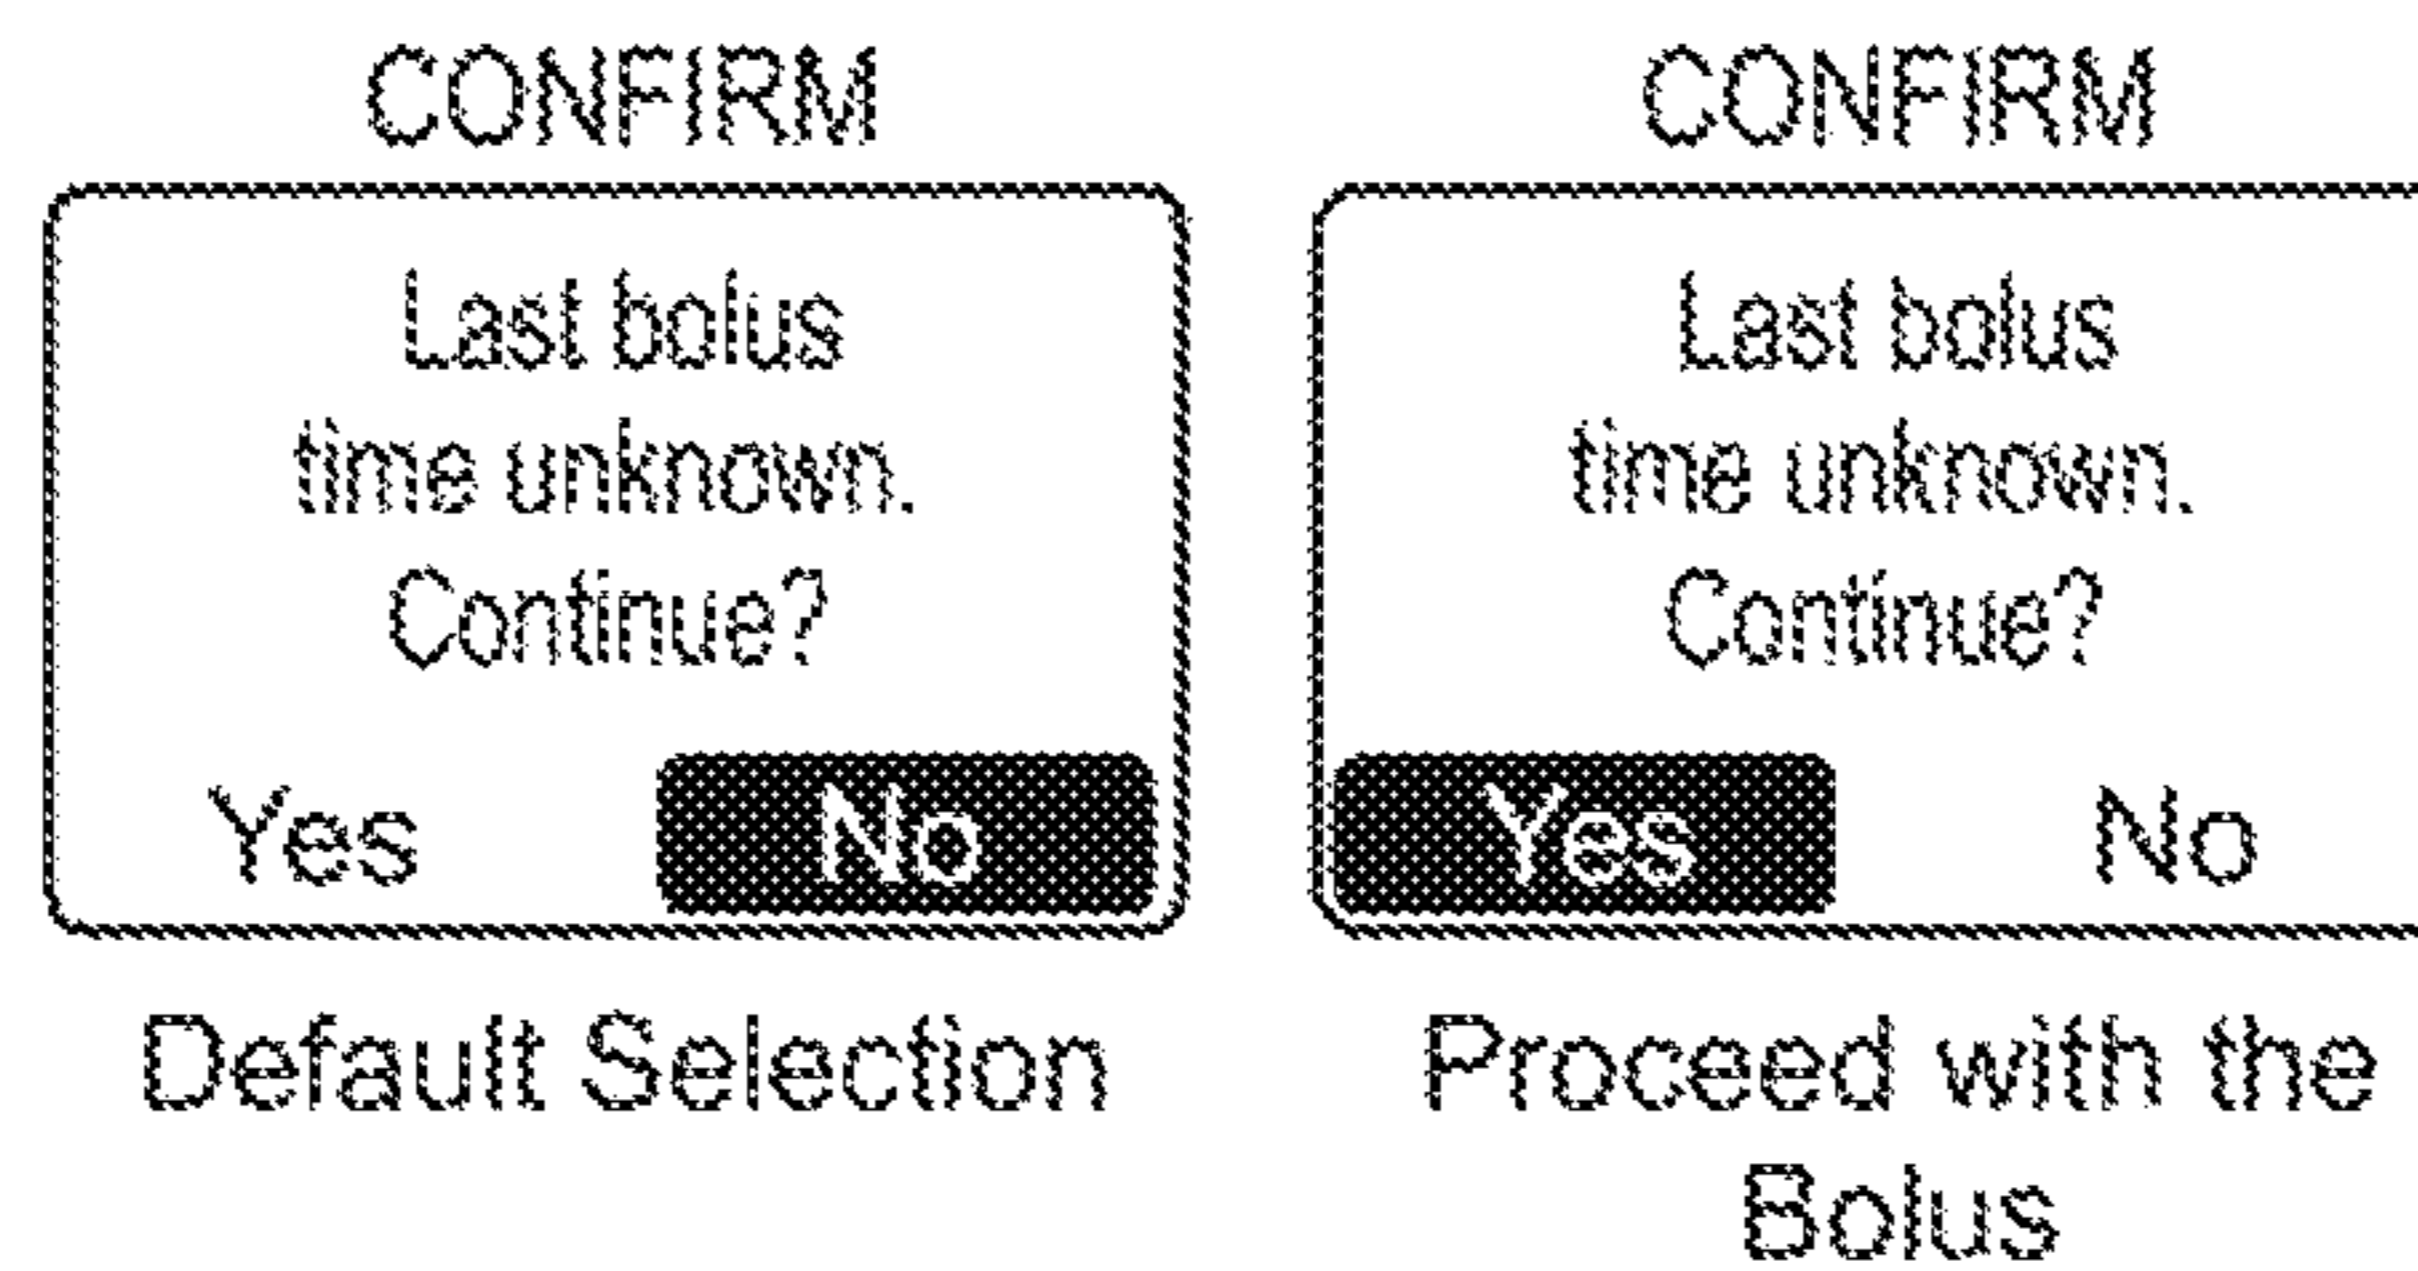 CONFIRM
Last bolus
time unknown.
Continue?
Yes No
Default Selection
CONFIRM
Last bolus
time unknown.
Continue?
Yes No
Proceed with the
Bolus